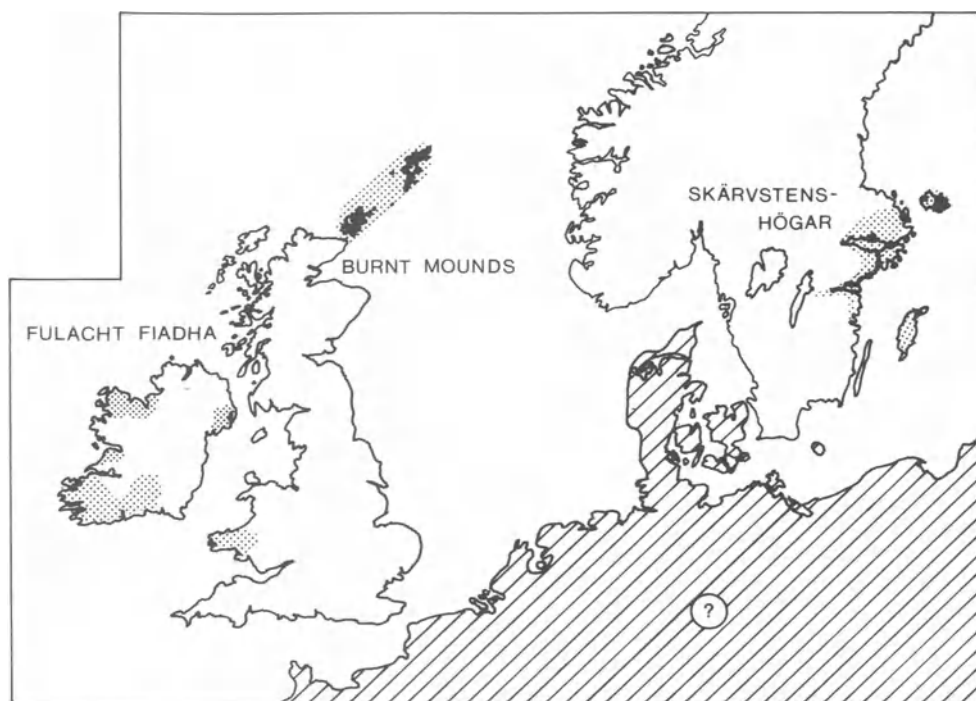 SKÄRVSTENS-
HÖGAR
BURNT MOUNDS
FULACHT FIADHA
?